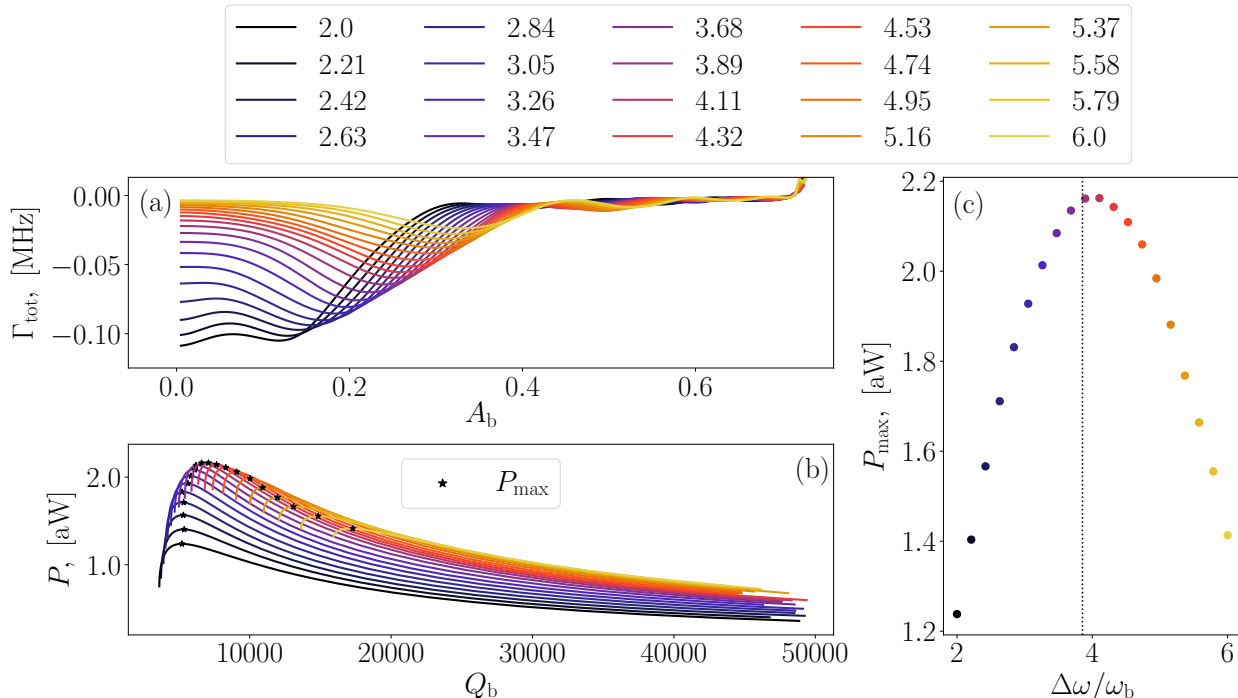 2.0 2.84 3.68 4.53 5.37
2.21 3.05 3.89 4.74 5.58
2.42 3.26 4.11 4.95 5.79
2.63 3.47 4.32 5.16 6.0
(a)
0.00
−0.05
−0.10
Γtot, [MHz]
0.0 0.2 0.4 0.6
Ab
(b)
Pmax
2.0
1.0
P, [aW]
10000 20000 30000 40000 50000
Qb
(c)
2.2
2.0
1.8
1.6
1.4
1.2
Pmax, [aW]
2 4 6
Δω/ωb